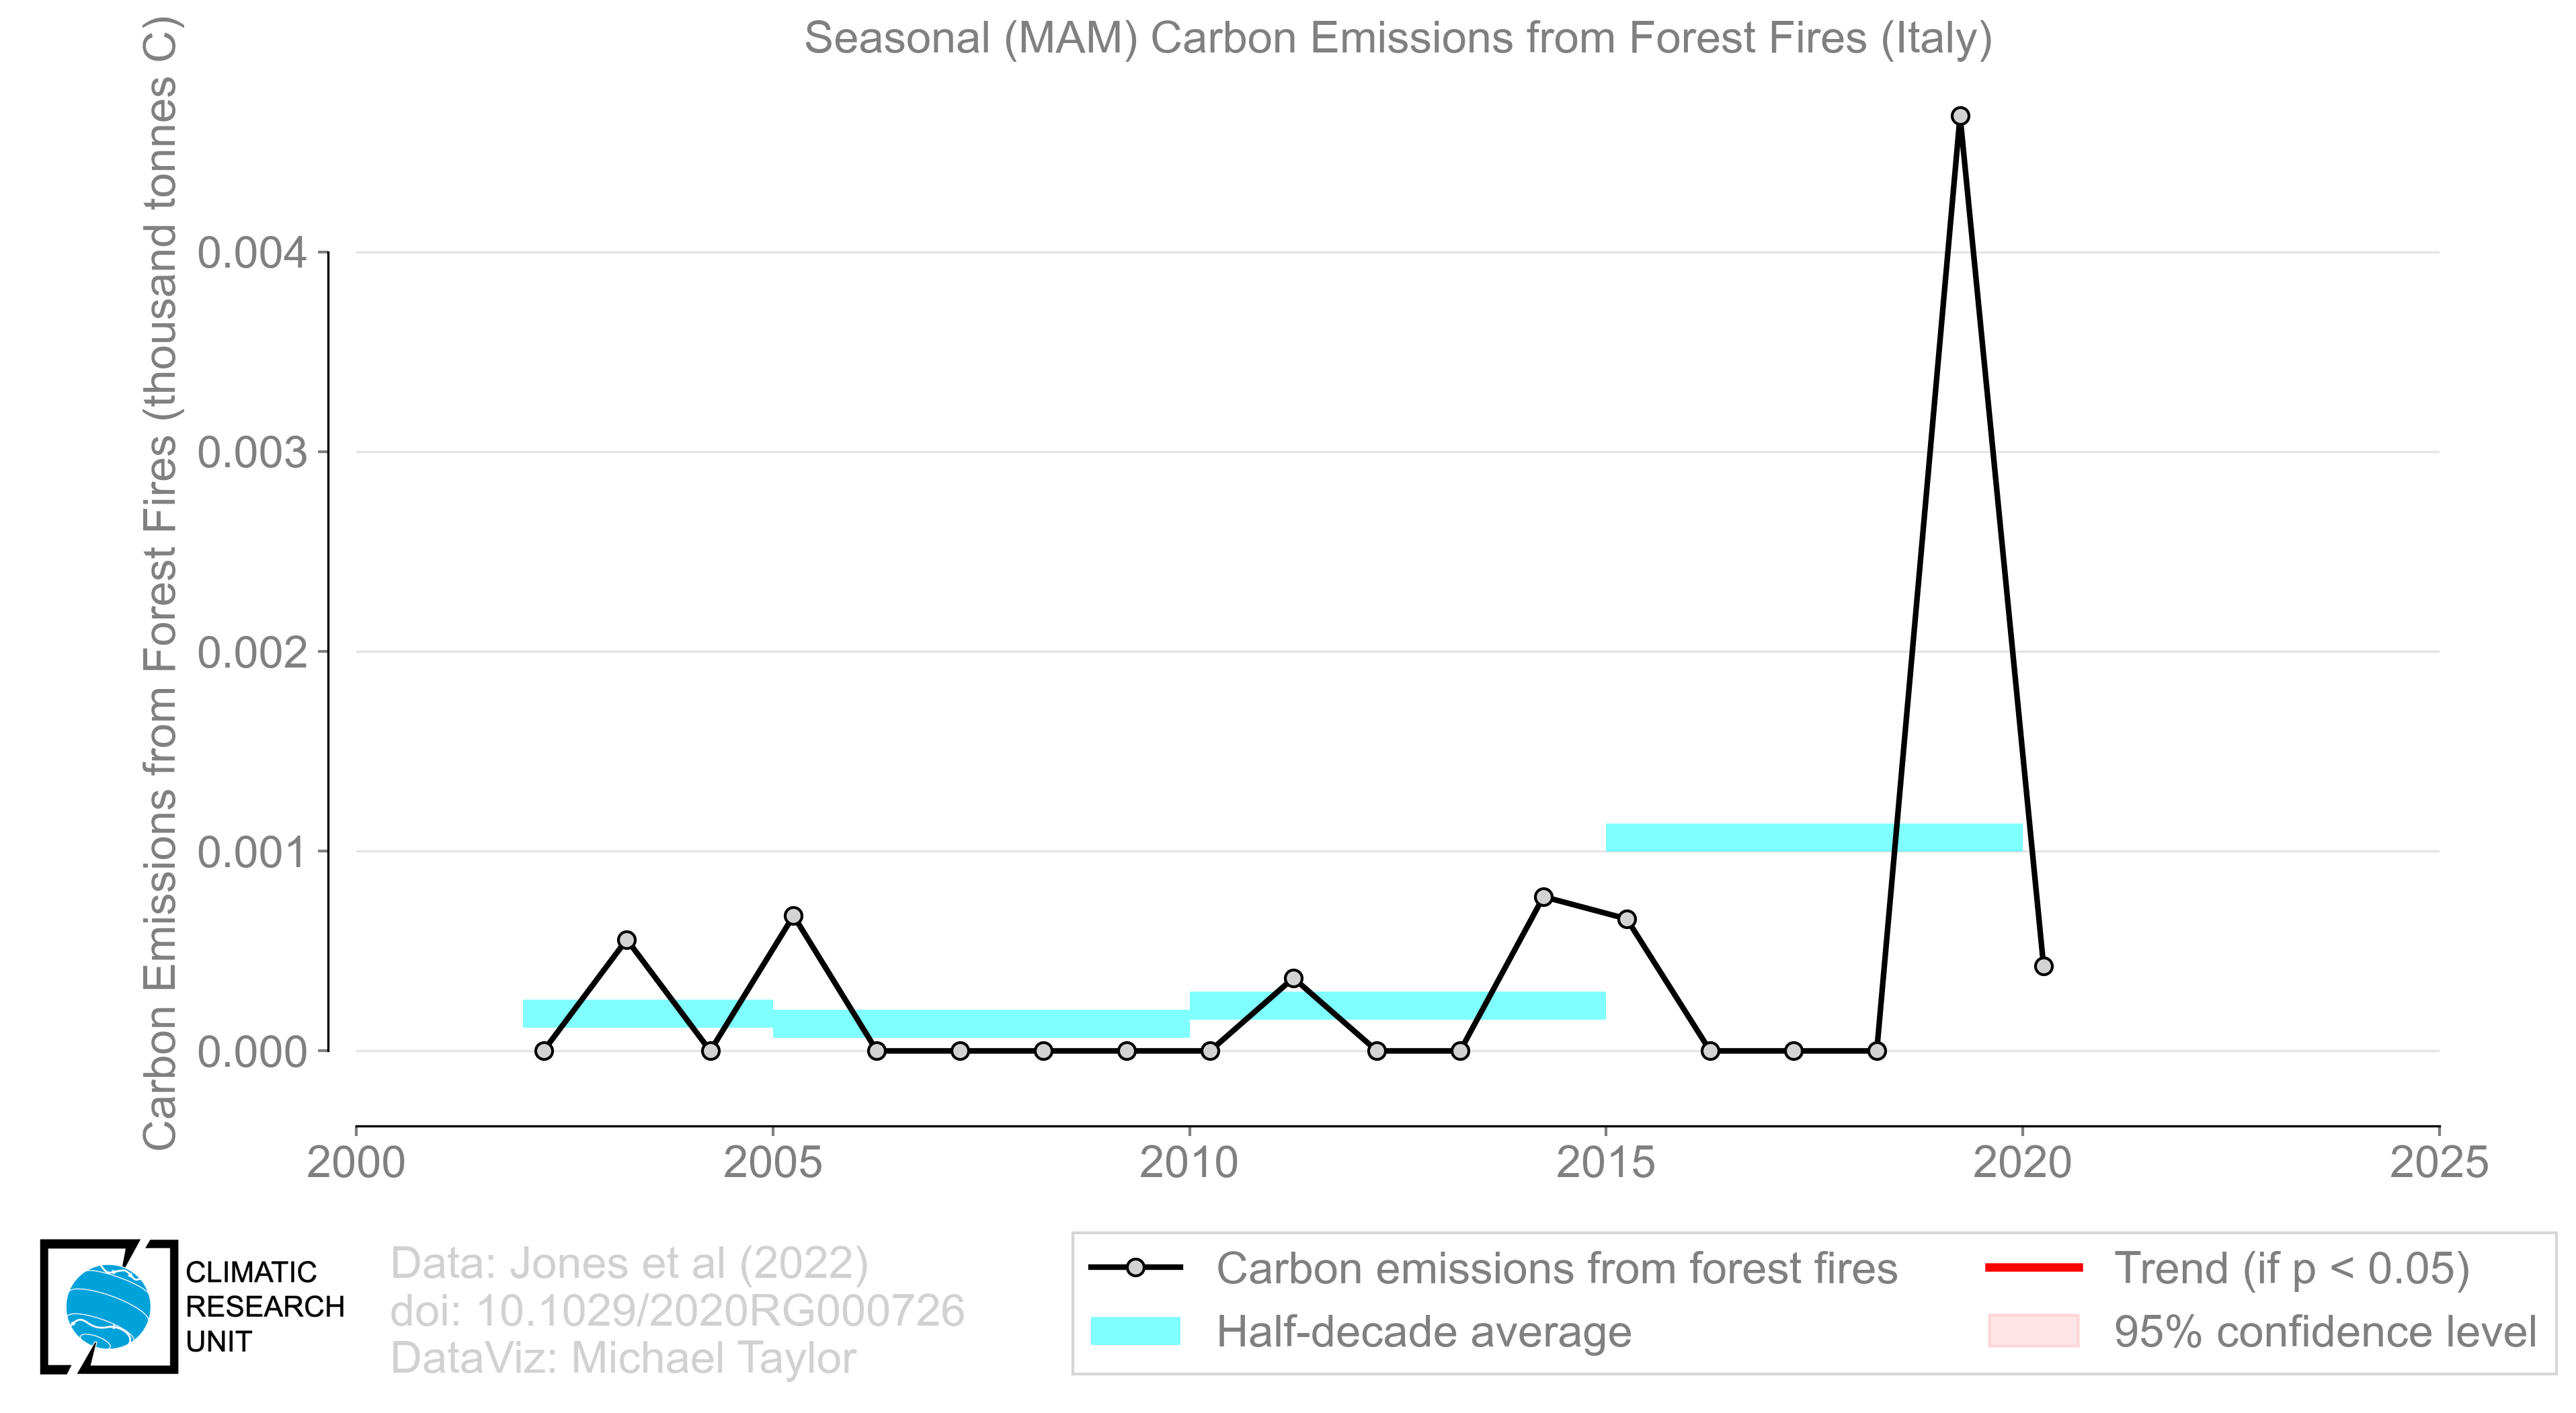 Seasonal (MAM) Carbon Emissions from Forest Fires (Italy)
Carbon Emissions from Forest Fires (thousand tonnes C)
0.004
0.003
0.002
0.001
0.000
2000 2005 2010 2015 2020 2025
CLIMATIC
RESEARCH
UNIT
Data: Jones et al (2022)
doi: 10.1029/2020RG000726
DataViz: Michael Taylor
Carbon emissions from forest fires
Half-decade average
Trend (if p < 0.05)
95% confidence level